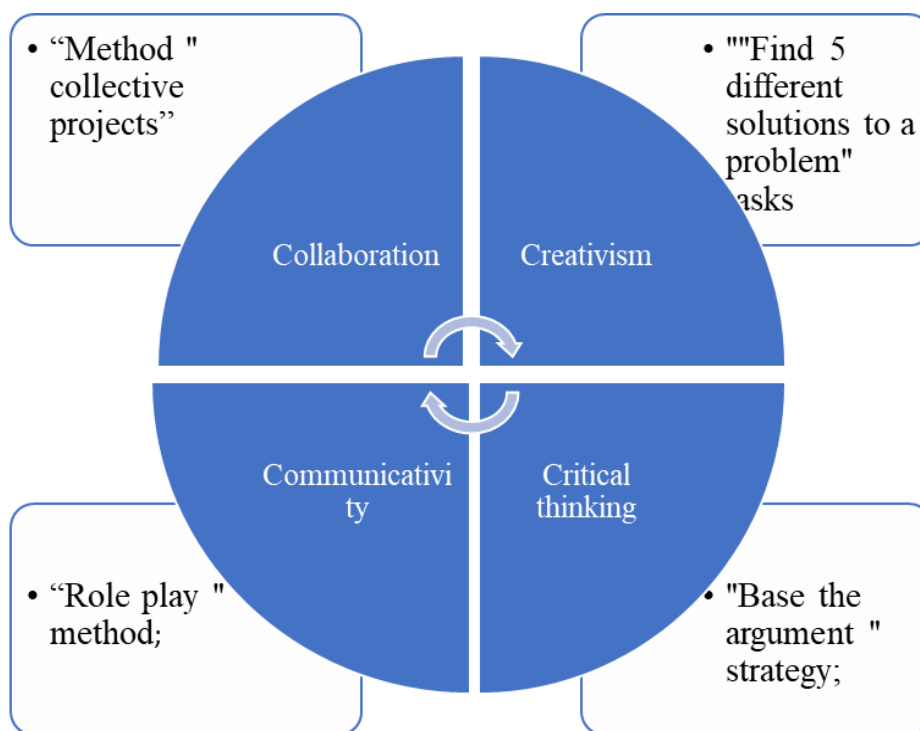 • “Method "
collective
projects”
• ""Find 5
different
solutions to a
problem"
asks
Collaboration
Creativism
Communicativi
ty
Critical
thinking
• “Role play "
method;
• "Base the
argument "
strategy;